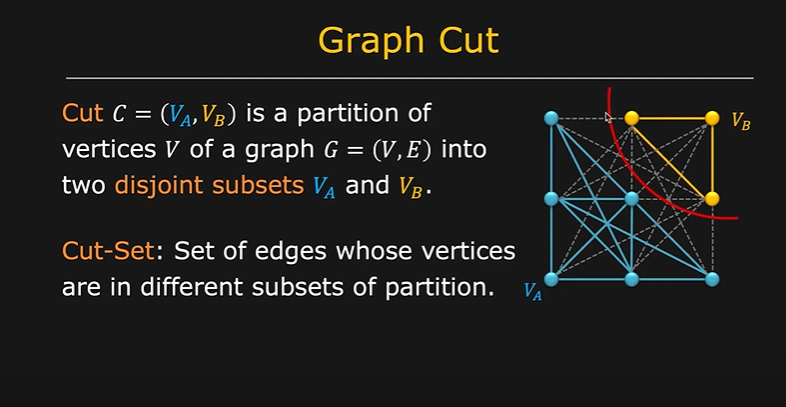 Graph Cut
Cut C = (V_A, V_B) is a partition of
vertices V of a graph G = (V, E) into
two disjoint subsets V_A and V_B.
Cut-Set: Set of edges whose vertices
are in different subsets of partition.
V_B
V_A